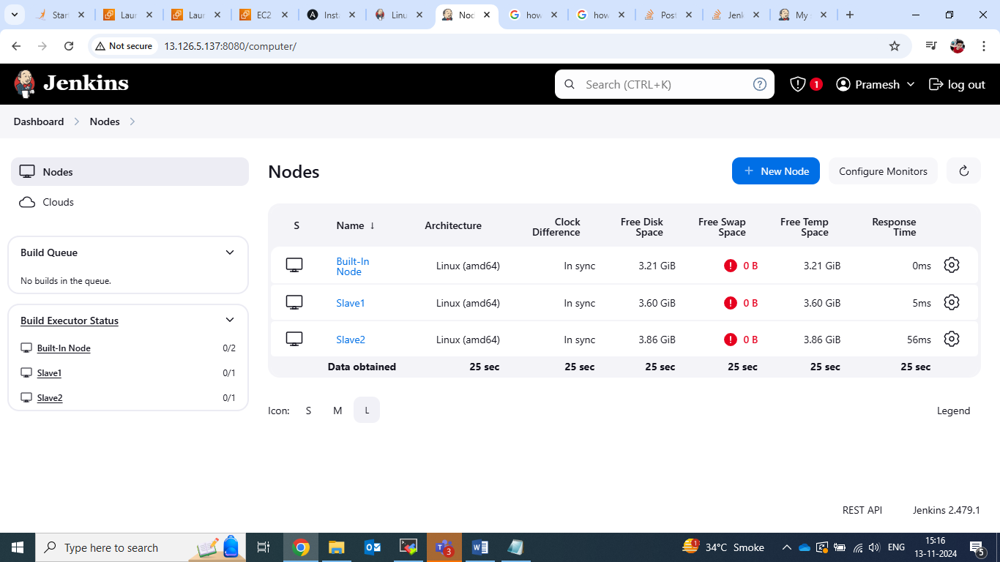 Start
Laun
Laun
EC2
Insta
Linu
Nod
how
how
Post
Jenk
My s
Not secure
13.126.5.137:8080/computer/
Jenkins
Search (CTRL+K)
1
Pramesh
log out
Dashboard
Nodes
Nodes
Clouds
Build Queue
No builds in the queue.
Build Executor Status
Built-In Node 0/2
Slave1 0/1
Slave2 0/1
Nodes
New Node
Configure Monitors
S Name ↓ Architecture Clock Difference Free Disk Space Free Swap Space Free Temp Space Response Time
Built-In Node Linux (amd64) In sync 3.21 GiB 0 B 3.21 GiB 0ms
Slave1 Linux (amd64) In sync 3.60 GiB 0 B 3.60 GiB 5ms
Slave2 Linux (amd64) In sync 3.86 GiB 0 B 3.86 GiB 56ms
Data obtained 25 sec 25 sec 25 sec 25 sec 25 sec 25 sec
Icon: S M L
Legend
REST API
Jenkins 2.479.1
Type here to search
3
1
34°C Smoke
ENG
15:16
13-11-2024
5